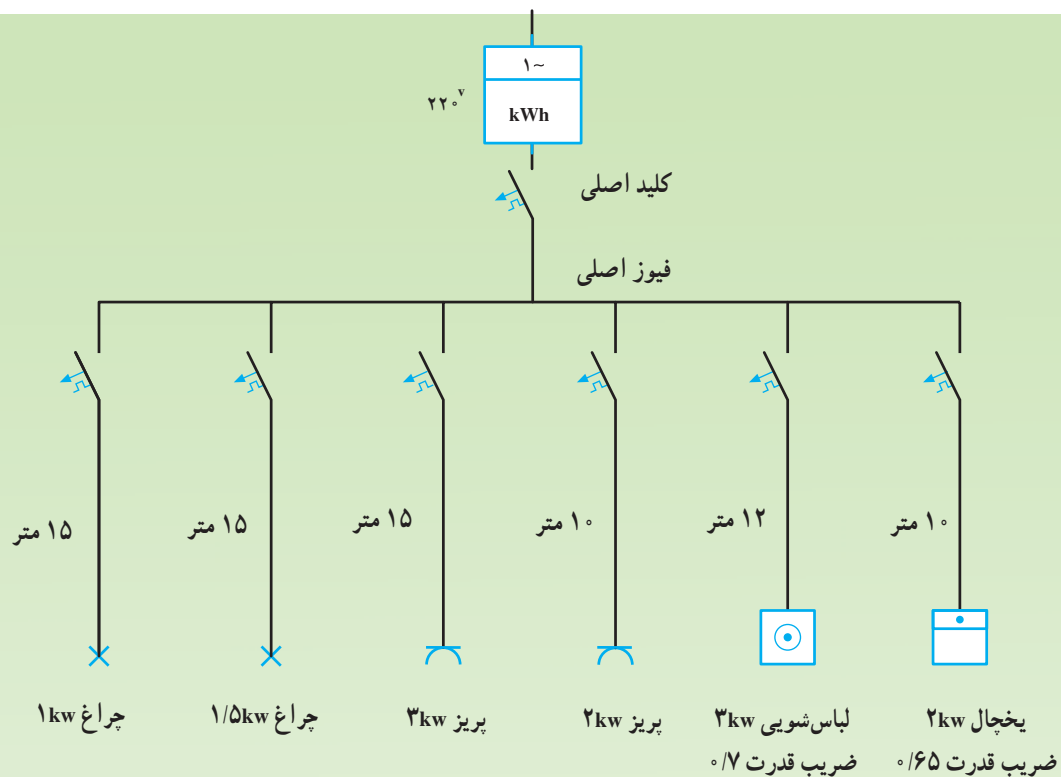 ۱~
۲۲۰v
kWh
کلید اصلی
فیوز اصلی
۱۰ متر
۱۲ متر
۱۰ متر
۱۵ متر
۱۵ متر
۱۵ متر
یخچال ۲kw
ضریب قدرت ۰/۶۵
لباس‌شویی ۳kw
ضریب قدرت ۰/۷
پریز ۲kw
پریز ۳kw
چراغ ۱/۵kw
چراغ ۱kw